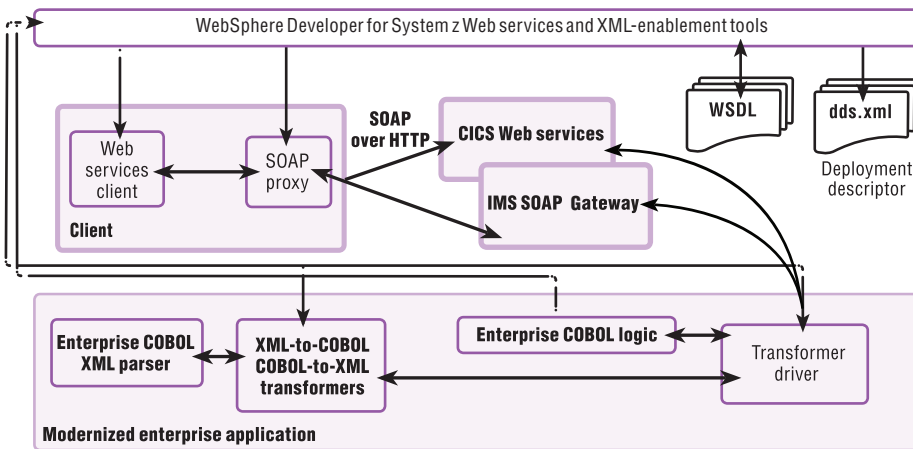 WebSphere Developer for System z Web services and XML-enablement tools
WSDL
dds.xml
Deployment
descriptor
SOAP
over HTTP
CICS Web services
IMS SOAP Gateway
Web
services
client
SOAP
proxy
Client
Enterprise COBOL
XML parser
XML-to-COBOL
COBOL-to-XML
transformers
Enterprise COBOL logic
Transformer
driver
Modernized enterprise application